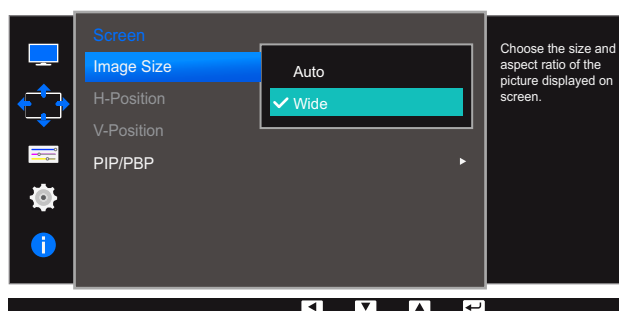 Screen
Image Size
Auto
Wide
H-Position
V-Position
PIP/PBP
Choose the size and
aspect ratio of the
picture displayed on
screen.